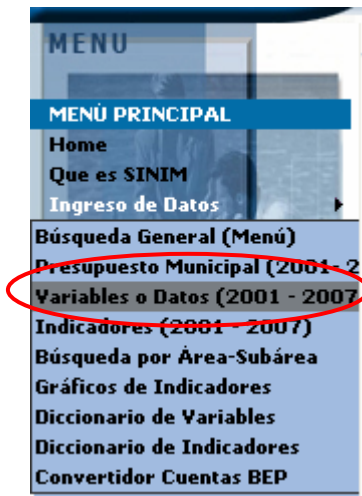 MENU
MENÚ PRINCIPAL
Home
Que es SINIM
Ingreso de Datos
Búsqueda General (Menú)
Presupuesto Municipal (2001- 2
Variables o Datos (2001 - 2007
Indicadores (2001 - 2007)
Búsqueda por Área-Subárea
Gráficos de Indicadores
Diccionario de Variables
Diccionario de Indicadores
Convertidor Cuentas BEP